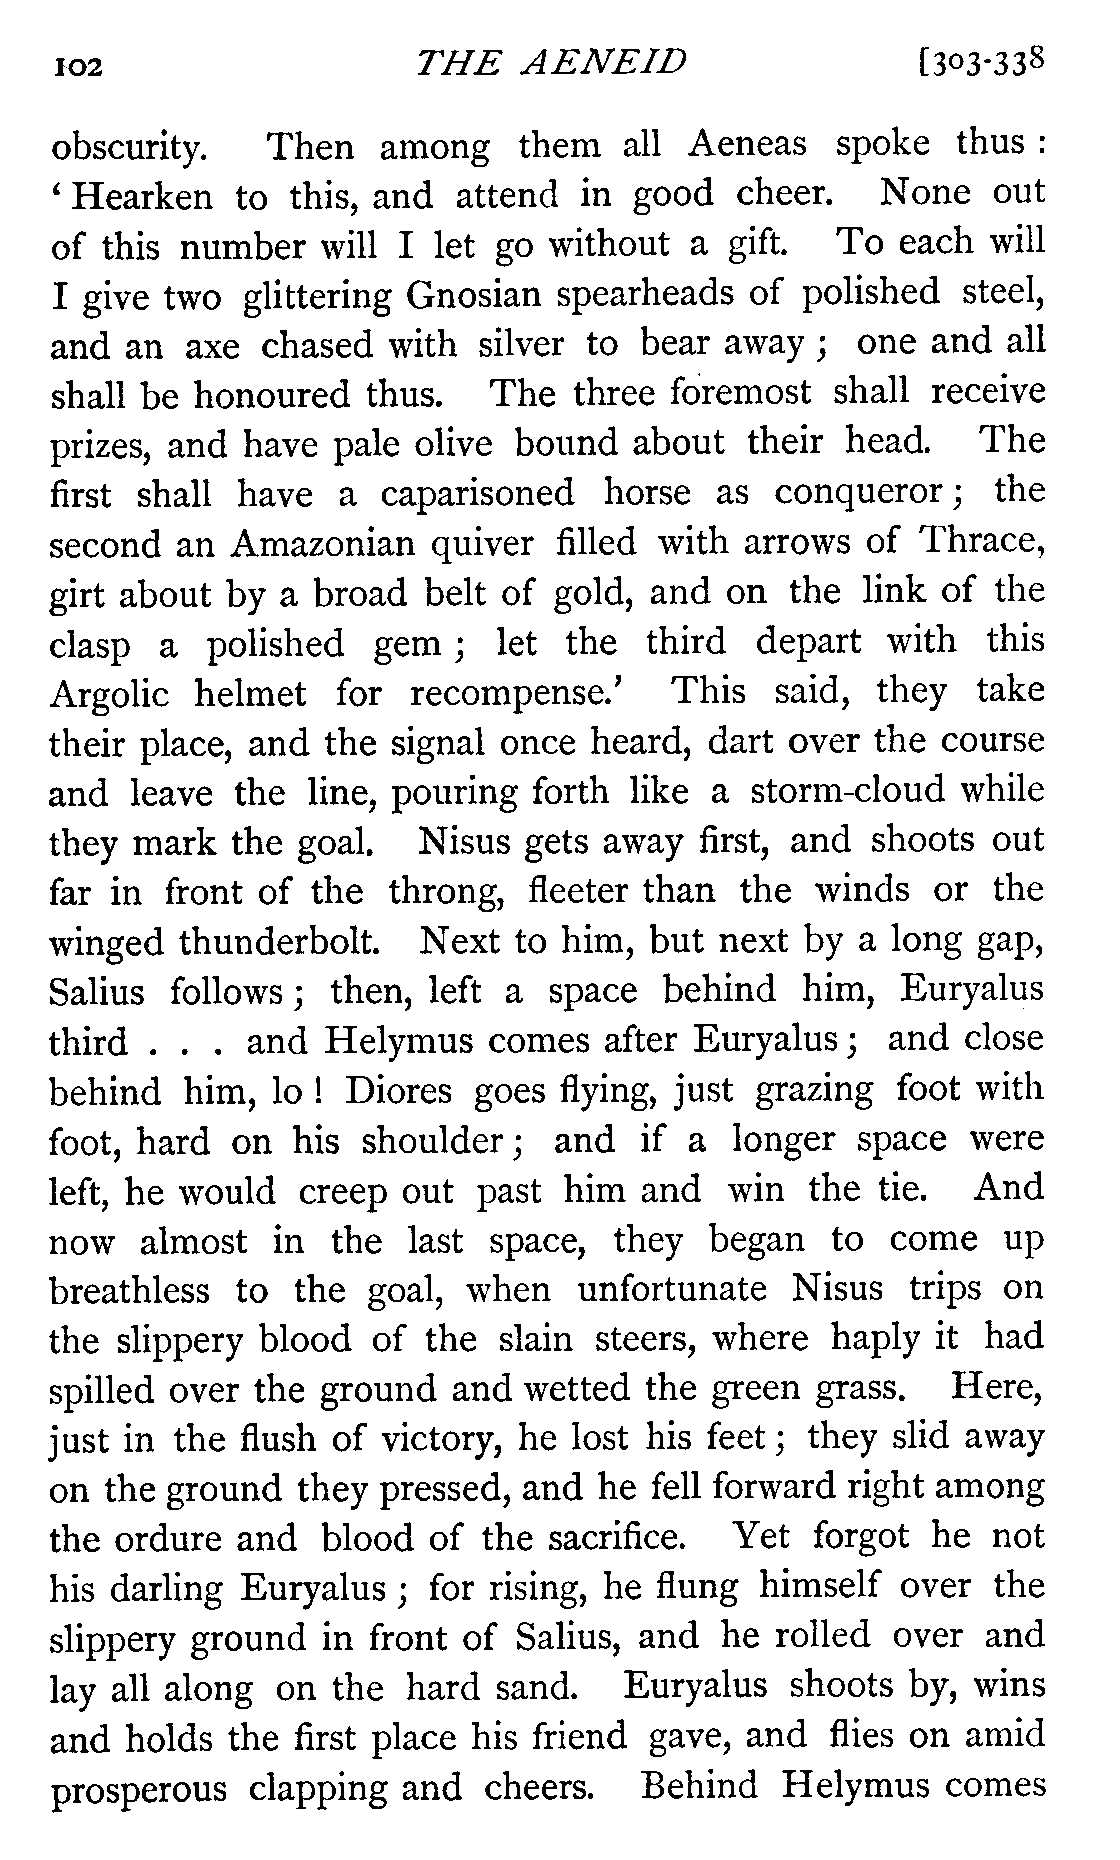 102 THE AENEID [303-338
obscurity. Then among them all Aeneas spoke thus :
‘ Hearken to this, and attend in good cheer. None out
of this number will I let go without a gift. To each will
I give two glittering Gnosian spearheads of polished steel,
and an axe chased with silver to bear away ; one and all
shall be honoured thus. The three foremost shall receive
prizes, and have pale olive bound about their head. The
first shall have a caparisoned horse as conqueror ; the
second an Amazonian quiver filled with arrows of Thrace,
girt about by a broad belt of gold, and on the link of the
clasp a polished gem ; let the third depart with this
Argolic helmet for recompense.’ This said, they take
their place, and the signal once heard, dart over the course
and leave the line, pouring forth like a storm-cloud while
they mark the goal. Nisus gets away first, and shoots out
far in front of the throng, fleeter than the winds or the
winged thunderbolt. Next to him, but next by a long gap,
Salius follows ; then, left a space behind him, Euryalus
third . . . and Helymus comes after Euryalus ; and close
behind him, lo ! Diores goes flying, just grazing foot with
foot, hard on his shoulder ; and if a longer space were
left, he would creep out past him and win the tie. And
now almost in the last space, they began to come up
breathless to the goal, when unfortunate Nisus trips on
the slippery blood of the slain steers, where haply it had
spilled over the ground and wetted the green grass. Here,
just in the flush of victory, he lost his feet ; they slid away
on the ground they pressed, and he fell forward right among
the ordure and blood of the sacrifice. Yet forgot he not
his darling Euryalus ; for rising, he flung himself over the
slippery ground in front of Salius, and he rolled over and
lay all along on the hard sand. Euryalus shoots by, wins
and holds the first place his friend gave, and flies on amid
prosperous clapping and cheers. Behind Helymus comes